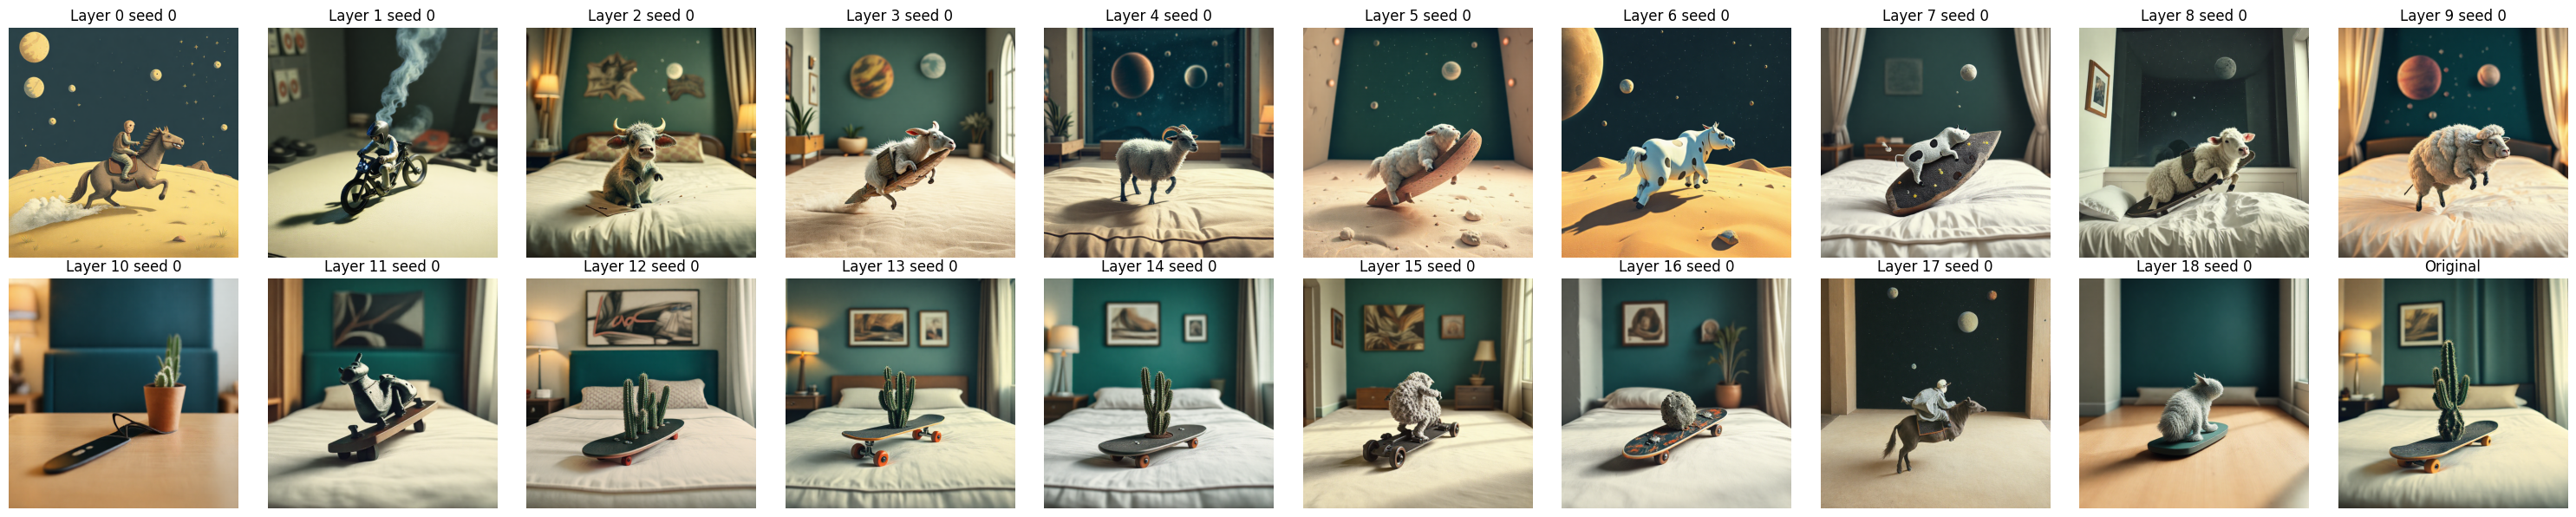 Layer 0 seed 0
Layer 1 seed 0
Layer 2 seed 0
Layer 3 seed 0
Layer 4 seed 0
Layer 5 seed 0
Layer 6 seed 0
Layer 7 seed 0
Layer 8 seed 0
Layer 9 seed 0
Layer 10 seed 0
Layer 11 seed 0
Layer 12 seed 0
Layer 13 seed 0
Layer 14 seed 0
Layer 15 seed 0
Layer 16 seed 0
Layer 17 seed 0
Layer 18 seed 0
Original